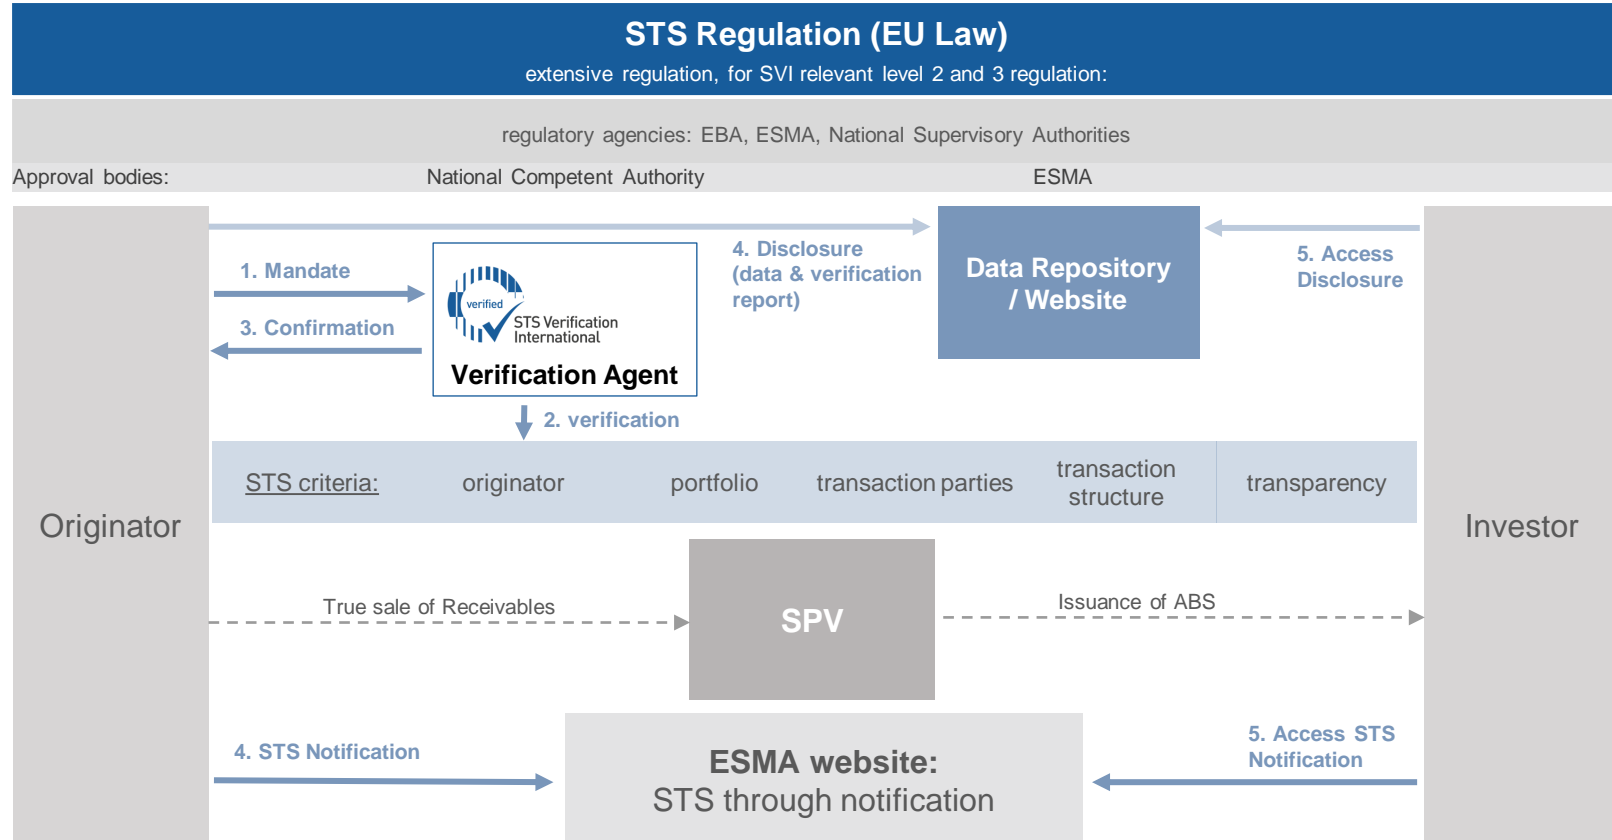 STS Regulation (EU Law)
extensive regulation, for SVI relevant level 2 and 3 regulation:
regulatory agencies: EBA, ESMA, National Supervisory Authorities
Approval bodies: National Competent Authority ESMA
Originator
1. Mandate
3. Confirmation
verified
STS Verification
International
Verification Agent
2. verification
4. Disclosure
(data & verification
report)
Data Repository
/ Website
5. Access
Disclosure
STS criteria: originator portfolio transaction parties transaction
structure
transparency
True sale of Receivables
SPV
Issuance of ABS
Investor
4. STS Notification
ESMA website:
STS through notification
5. Access STS
Notification